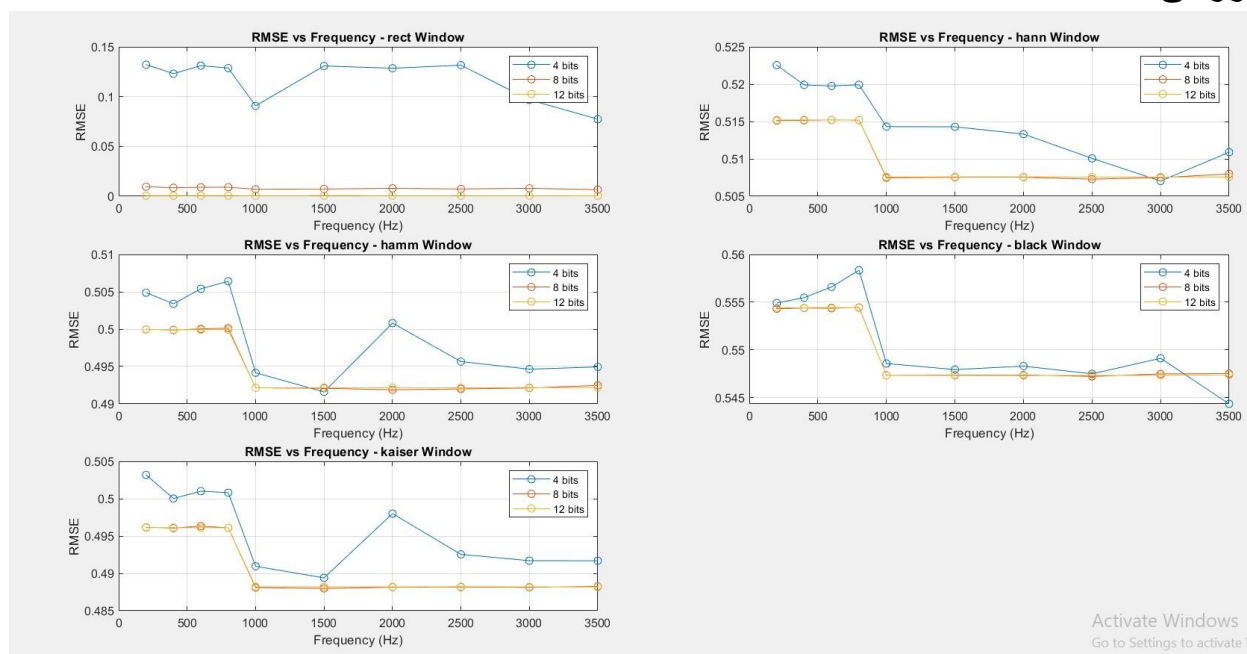 RMSE vs Frequency - rect Window
0.15
0.1
0.05
0
RMSE
0 500 1000 1500 2000 2500 3000 3500
Frequency (Hz)
4 bits
8 bits
12 bits
RMSE vs Frequency - hann Window
0.525
0.52
0.515
0.51
0.505
RMSE
0 500 1000 1500 2000 2500 3000 3500
Frequency (Hz)
4 bits
8 bits
12 bits
RMSE vs Frequency - hamm Window
0.51
0.505
0.5
0.495
0.49
RMSE
0 500 1000 1500 2000 2500 3000 3500
Frequency (Hz)
4 bits
8 bits
12 bits
RMSE vs Frequency - black Window
0.56
0.555
0.55
0.545
RMSE
0 500 1000 1500 2000 2500 3000 3500
Frequency (Hz)
4 bits
8 bits
12 bits
RMSE vs Frequency - kaiser Window
0.505
0.5
0.495
0.49
0.485
RMSE
0 500 1000 1500 2000 2500 3000 3500
Frequency (Hz)
4 bits
8 bits
12 bits
Activate Windows
Go to Settings to activate